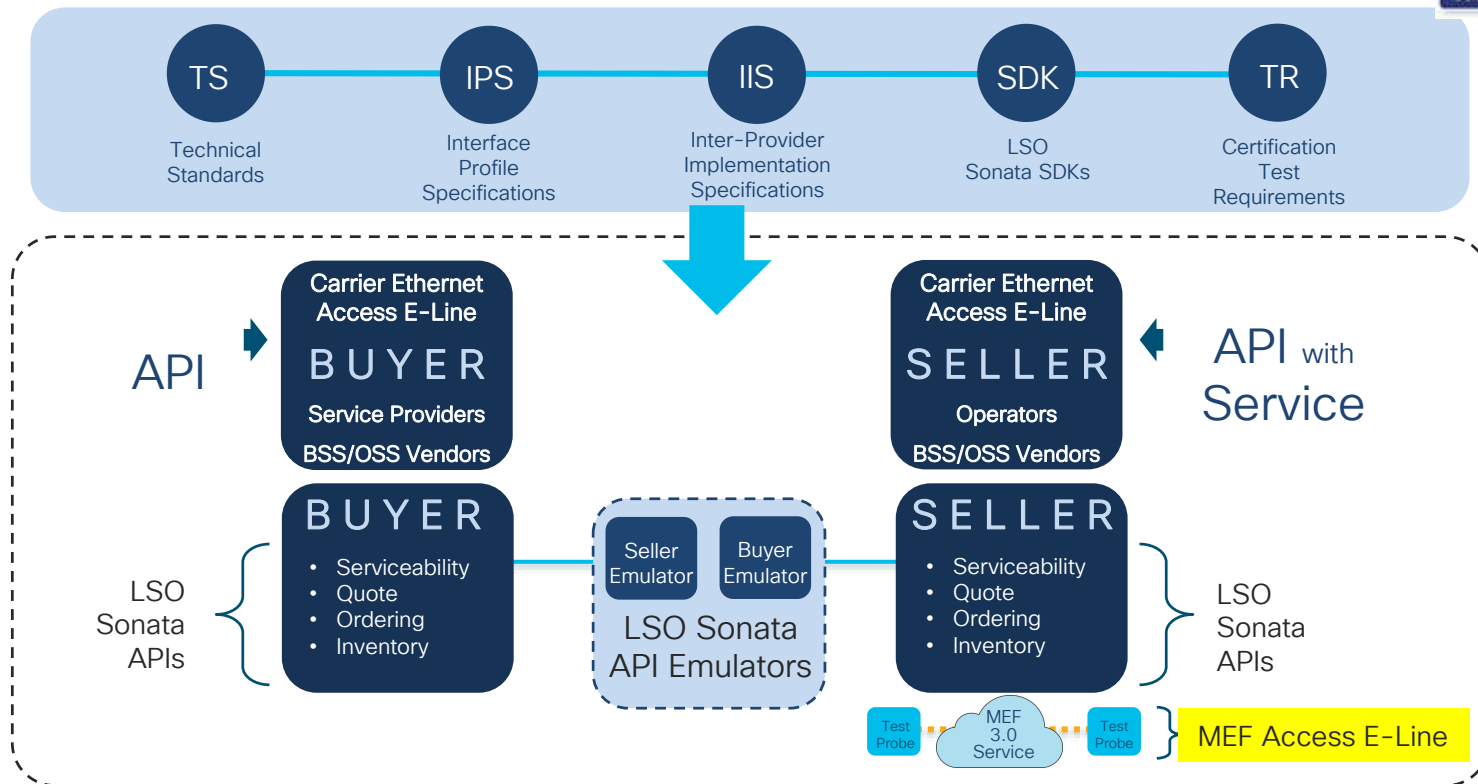 TS
IPS
IIS
SDK
TR
Technical
Standards
Interface
Profile
Specifications
Inter-Provider
Implementation
Specifications
LSO
Sonata SDKs
Certification
Test
Requirements
API
Carrier Ethernet
Access E-Line
BUYER
Service Providers
BSS/OSS Vendors
Carrier Ethernet
Access E-Line
SELLER
Operators
BSS/OSS Vendors
API with
Service
LSO
Sonata
APIs
BUYER
• Serviceability
• Quote
• Ordering
• Inventory
Seller
Emulator
Buyer
Emulator
LSO Sonata
API Emulators
SELLER
• Serviceability
• Quote
• Ordering
• Inventory
LSO
Sonata
APIs
Test
Probe
MEF
3.0
Service
Test
Probe
MEF Access E-Line